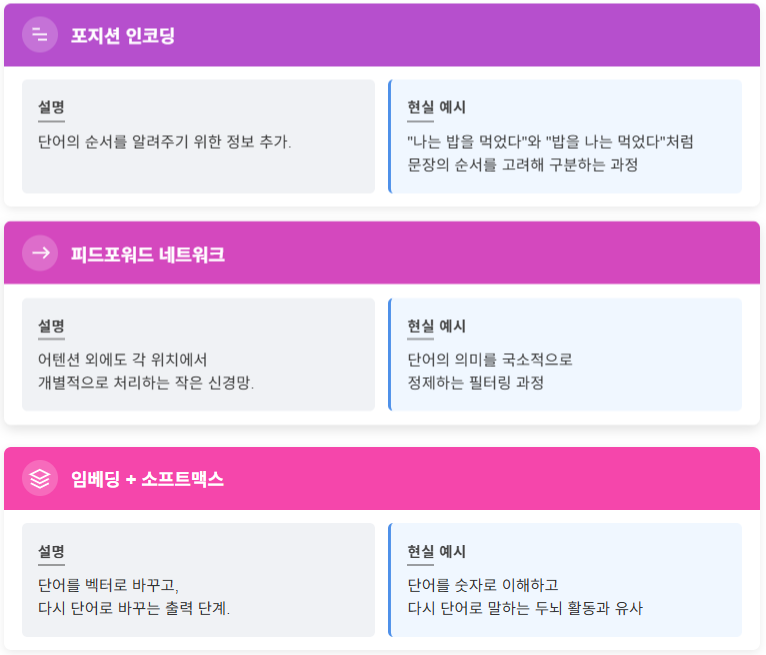 포지션 인코딩
설명
단어의 순서를 알려주기 위한 정보 추가.
현실 예시
"나는 밥을 먹었다"와 "밥을 나는 먹었다"처럼
문장의 순서를 고려해 구분하는 과정
피드포워드 네트워크
설명
어텐션 외에도 각 위치에서
개별적으로 처리하는 작은 신경망.
현실 예시
단어의 의미를 국소적으로
정제하는 필터링 과정
임베딩 + 소프트맥스
설명
단어를 벡터로 바꾸고,
다시 단어로 바꾸는 출력 단계.
현실 예시
단어를 숫자로 이해하고
다시 단어로 말하는 두뇌 활동과 유사